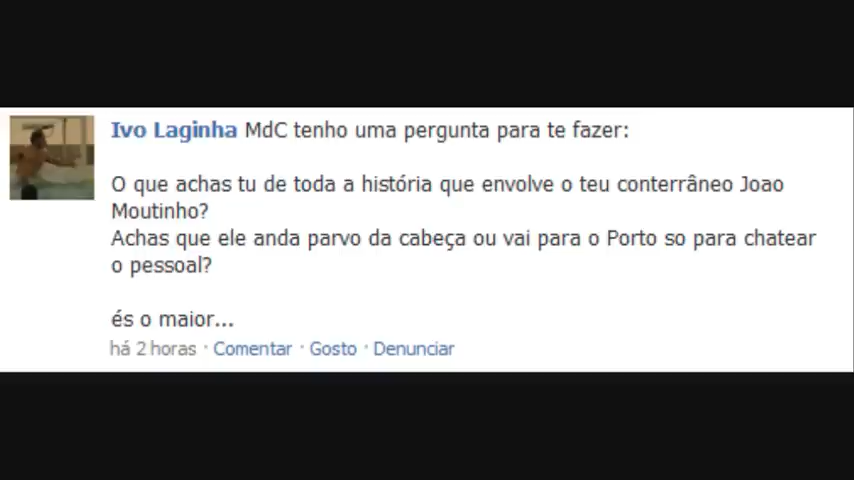 Ivo Laginha MdC tenho uma pergunta para te fazer:
O que achas tu de toda a história que envolve o teu conterrâneo Joao
Moutinho?
Achas que ele anda parvo da cabeça ou vai para o Porto so para chatear
o pessoal?
és o maior...
há 2 horas · Comentar · Gosto · Denunciar